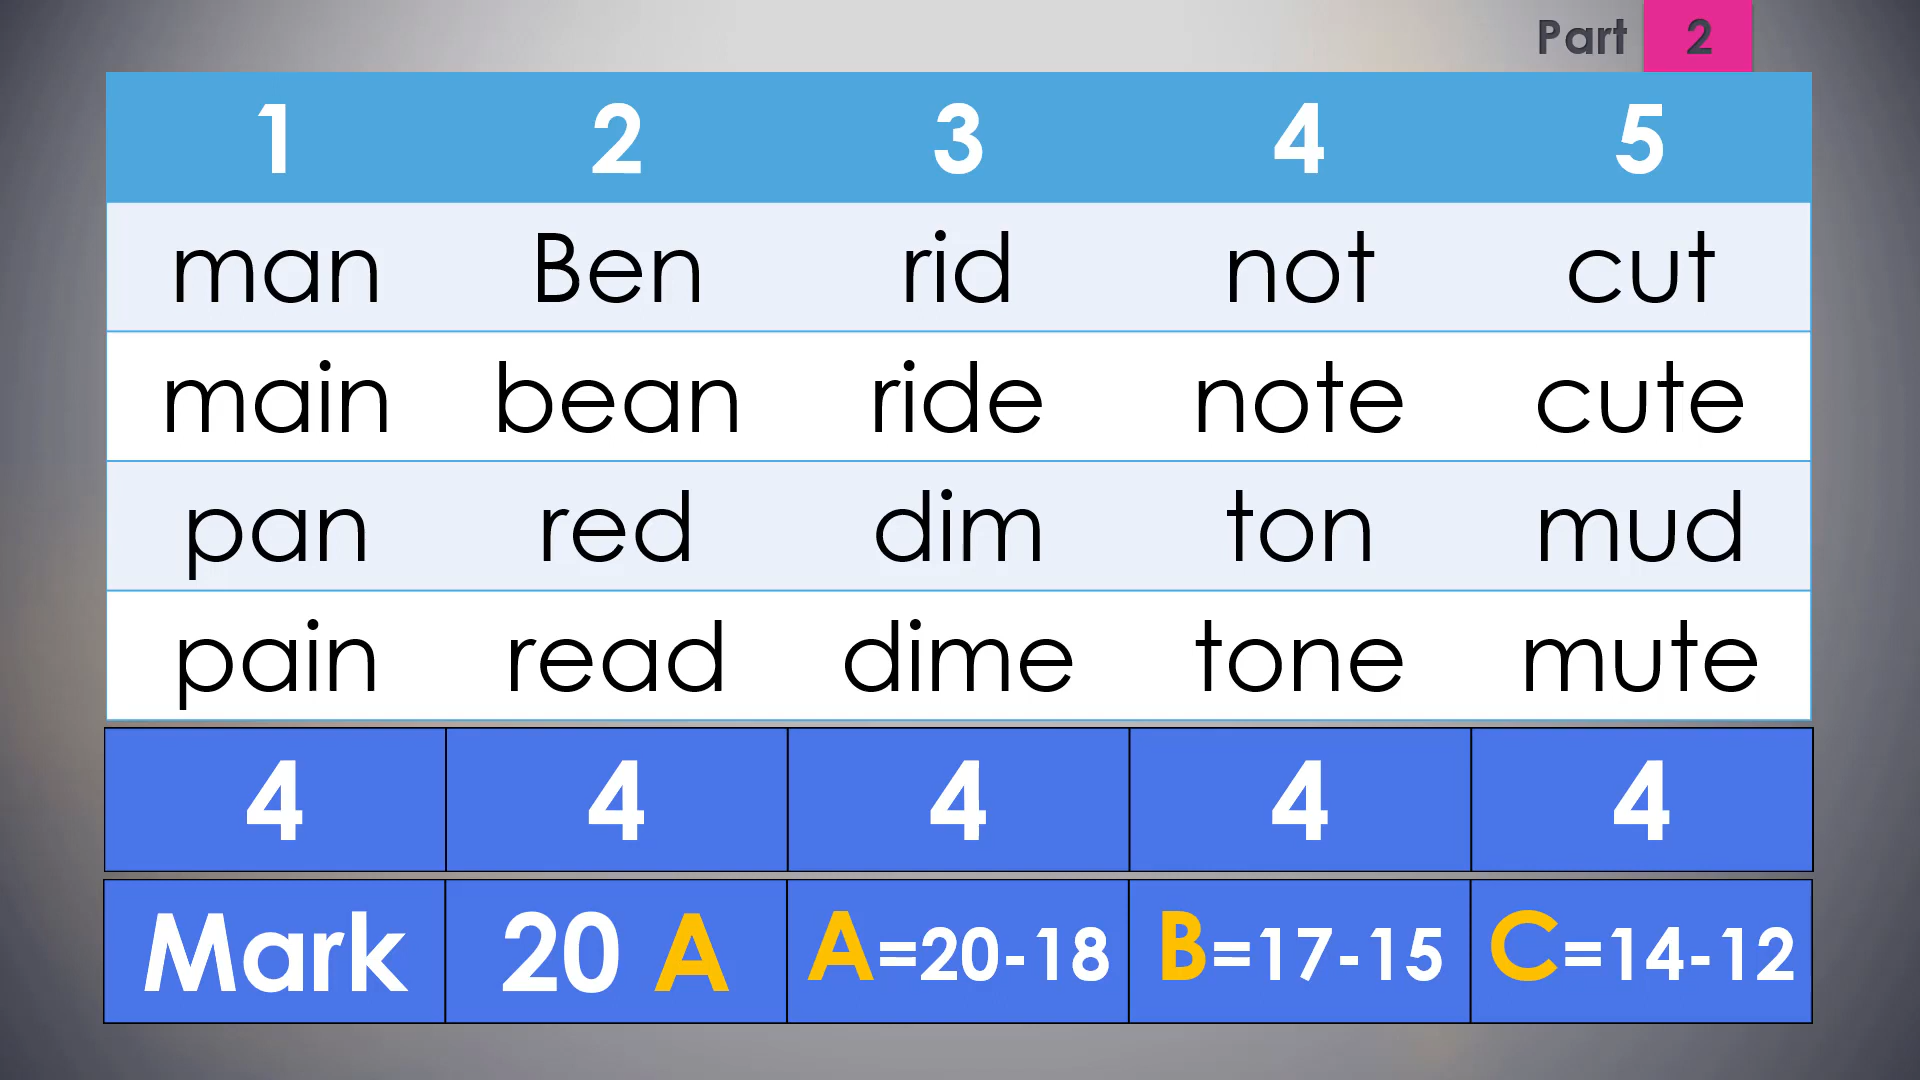 Part 2
1 2 3 4 5
man Ben rid not cut
main bean ride note cute
pan red dim ton mud
pain read dime tone mute
4 4 4 4 4
Mark 20 A A=20-18 B=17-15 C=14-12